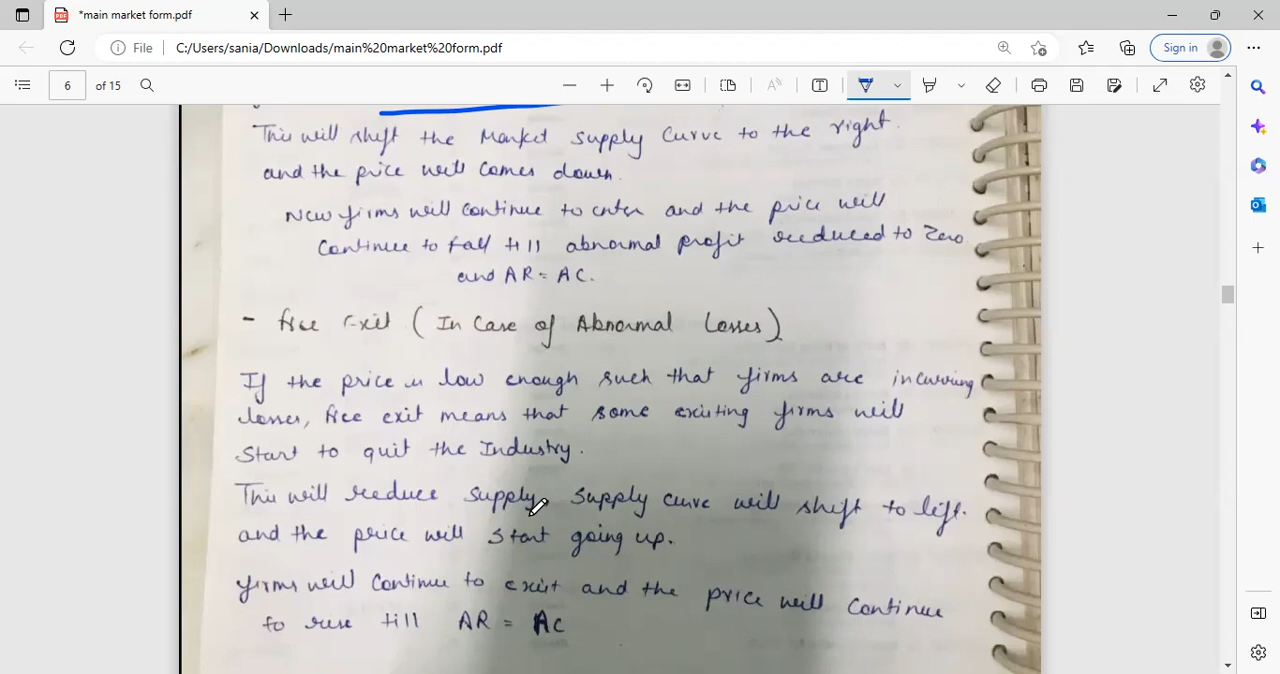 *main market form.pdf
File
C:/Users/sania/Downloads/main%20market%20form.pdf
Sign in
6 of 15
This will shift the Market Supply Curve to the right.
and the price will comes down.
New firms will continue to enter and the price will
Continue to fall till abnormal profit reduced to Zero
and AR = AC.
- free Exit ( In Case of Abnormal Losses )
If the price is low enough such that firms are incurring
losses, free exit means that some existing firms will
Start to quit the Industry.
This will reduce supply, supply curve will shift to left.
and the price will start going up.
firms will continue to exist and the price will continue
to rise till AR = AC